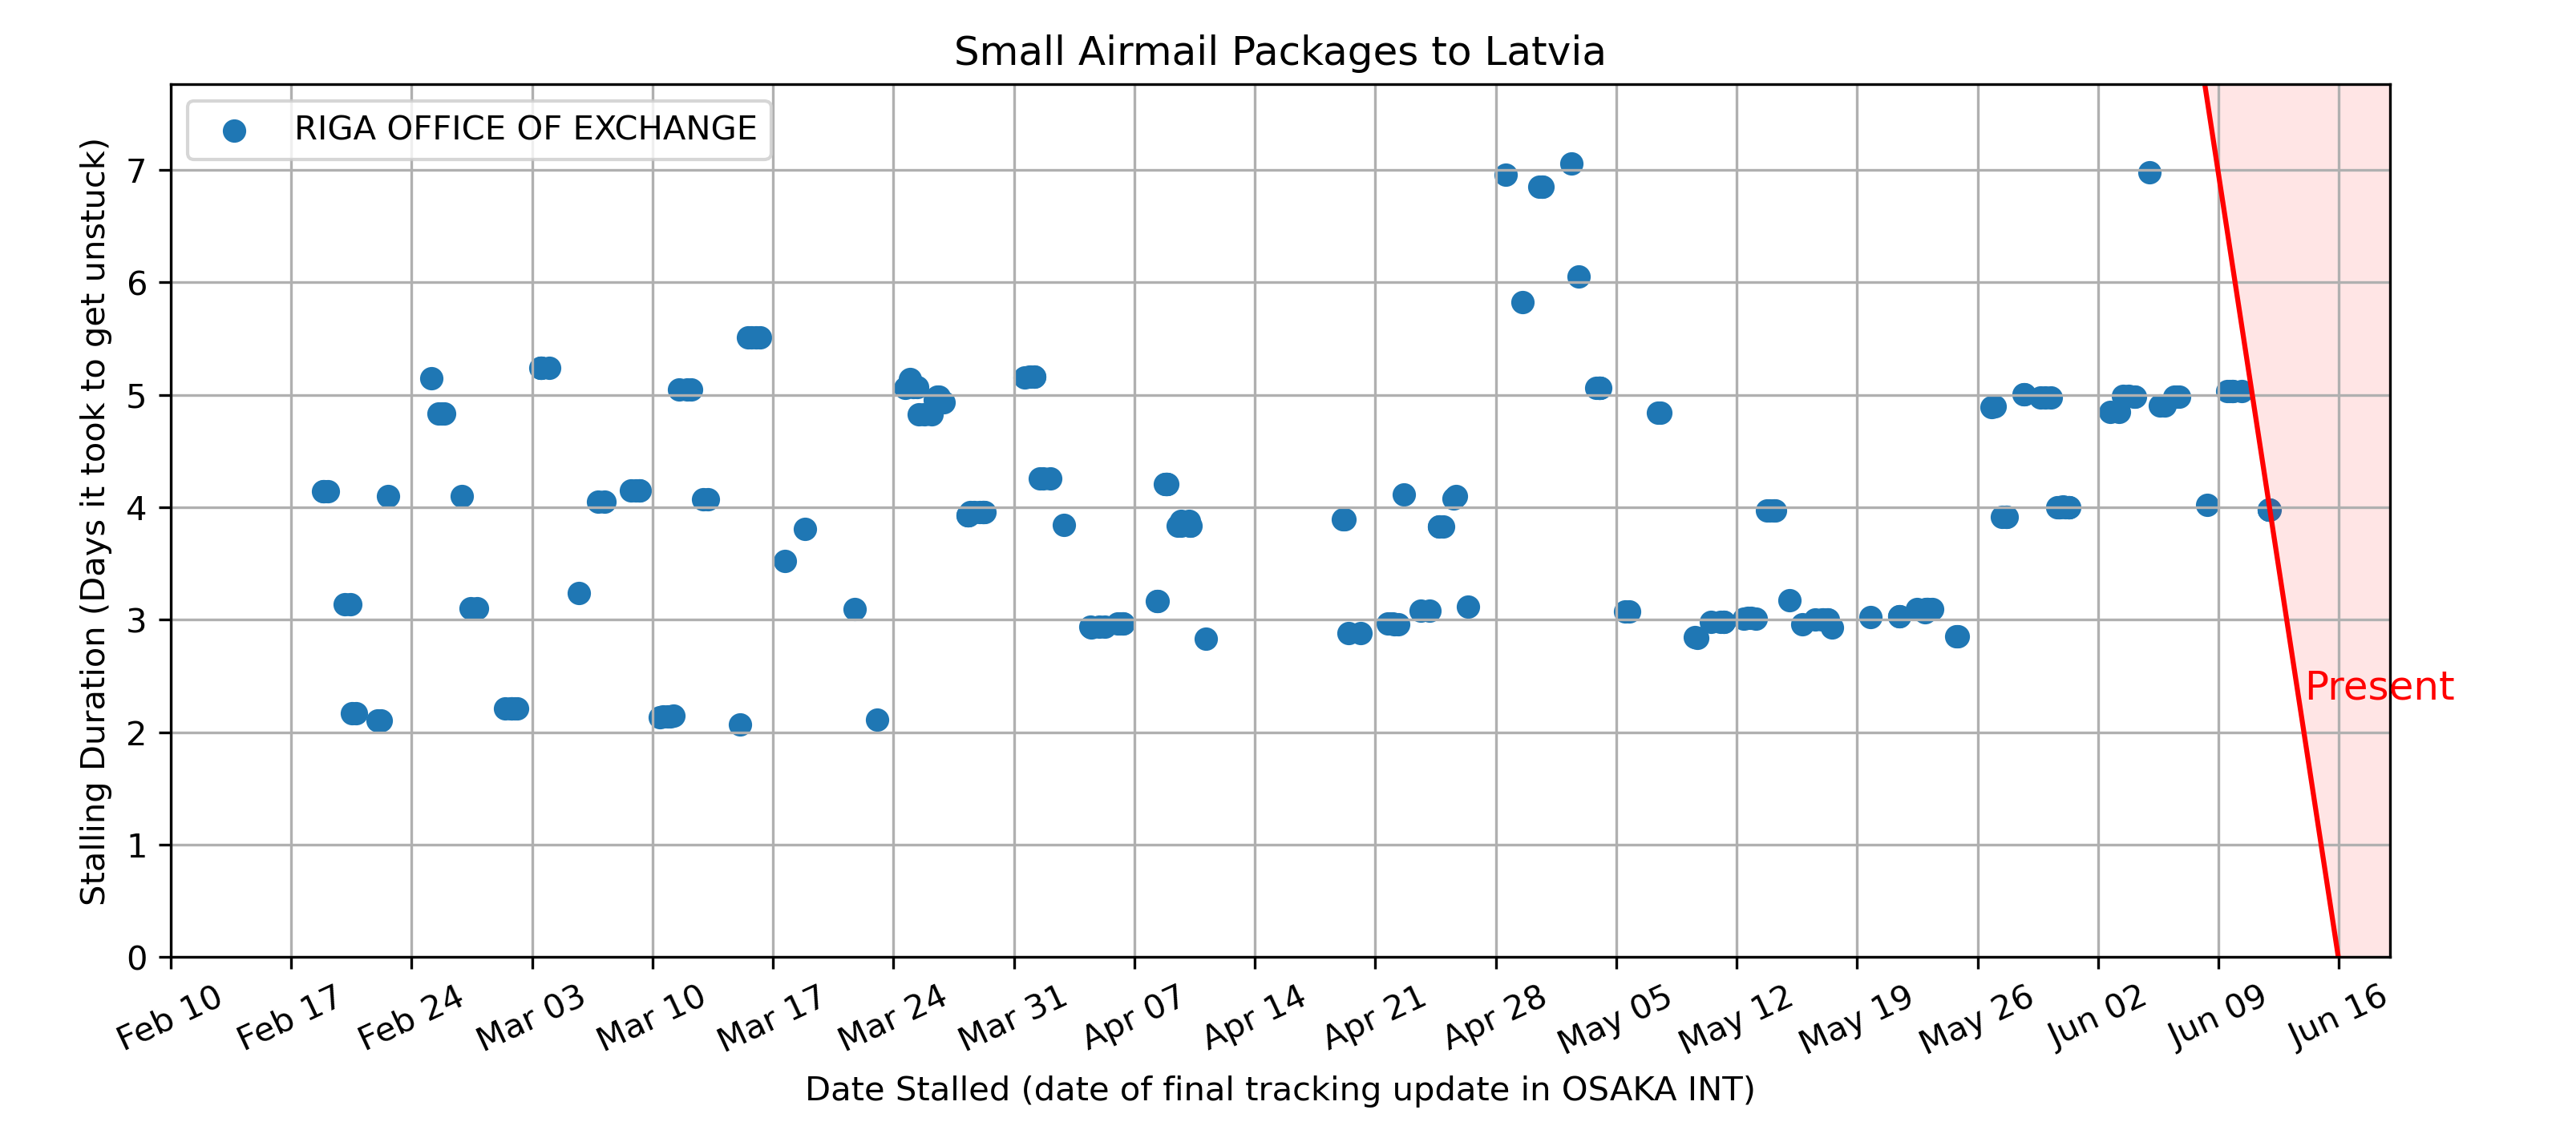 Small Airmail Packages to Latvia
RIGA OFFICE OF EXCHANGE
Stalling Duration (Days it took to get unstuck)
7
6
5
4
3
2
1
0
Present
Feb 10
Feb 17
Feb 24
Mar 03
Mar 10
Mar 17
Mar 24
Mar 31
Apr 07
Apr 14
Apr 21
Apr 28
May 05
May 12
May 19
May 26
Jun 02
Jun 09
Jun 16
Date Stalled (date of final tracking update in OSAKA INT)